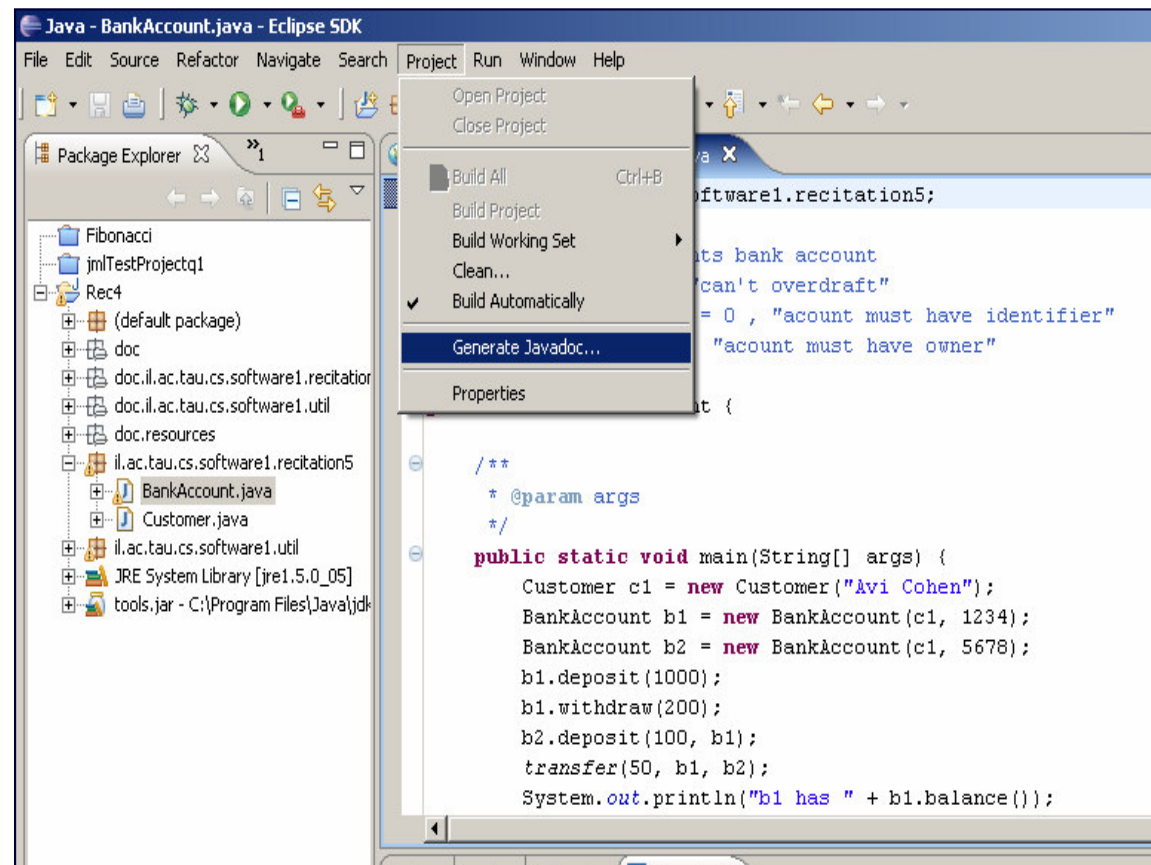 Java - BankAccount.java - Eclipse SDK
File Edit Source Refactor Navigate Search Project Run Window Help
Package Explorer
1
Fibonacci
jmlTestProjectq1
Rec4
(default package)
doc
doc.il.ac.tau.cs.software1.recitation
doc.il.ac.tau.cs.software1.util
doc.resources
il.ac.tau.cs.software1.recitation5
BankAccount.java
Customer.java
il.ac.tau.cs.software1.util
JRE System Library [jre1.5.0_05]
tools.jar - C:\Program Files\Java\jdk
Open Project
Close Project
Build All Ctrl+B
Build Project
Build Working Set
Clean...
Build Automatically
Generate Javadoc...
Properties
oftware1.recitation5;
nts bank account
"can't overdraft"
= 0 , "acount must have identifier"
"acount must have owner"
t {
/**
* @param args
*/
public static void main(String[] args) {
Customer c1 = new Customer("Avi Cohen");
BankAccount b1 = new BankAccount(c1, 1234);
BankAccount b2 = new BankAccount(c1, 5678);
b1.deposit(1000);
b1.withdraw(200);
b2.deposit(100, b1);
transfer(50, b1, b2);
System.out.println("b1 has " + b1.balance());